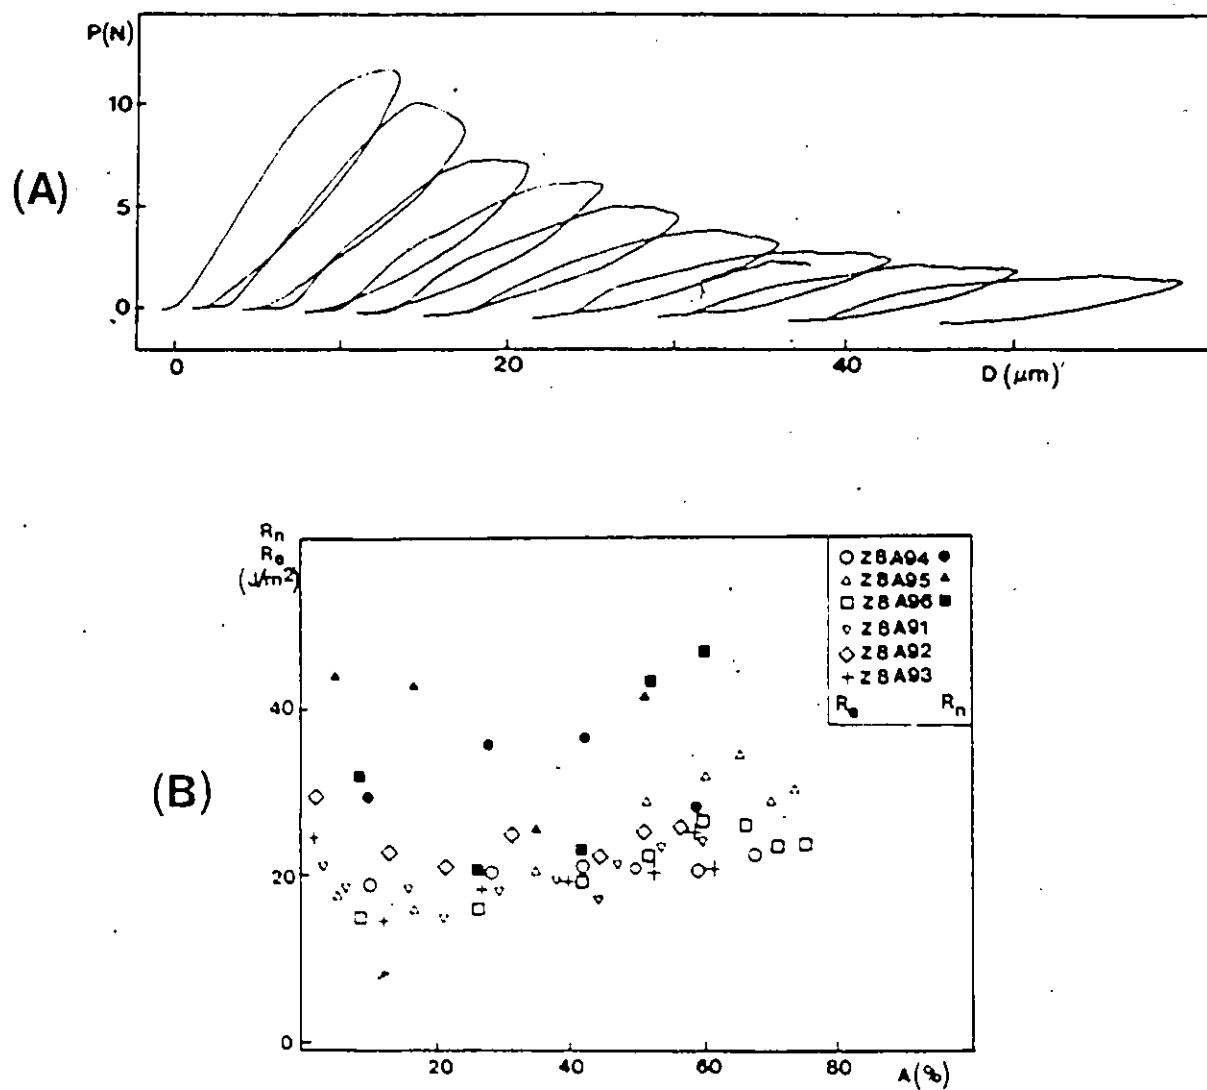 P(N)
10
(A)
5
0
0 20 40 D (μm)
Rn
Re
(J/m²)
○ Z8A94 ●
△ Z8A95 ▲
□ Z8A96 ■
▽ Z8A91
◇ Z8A92
+ Z8A93
Re Rn
40
(B)
20
0
20 40 60 80 A(%)